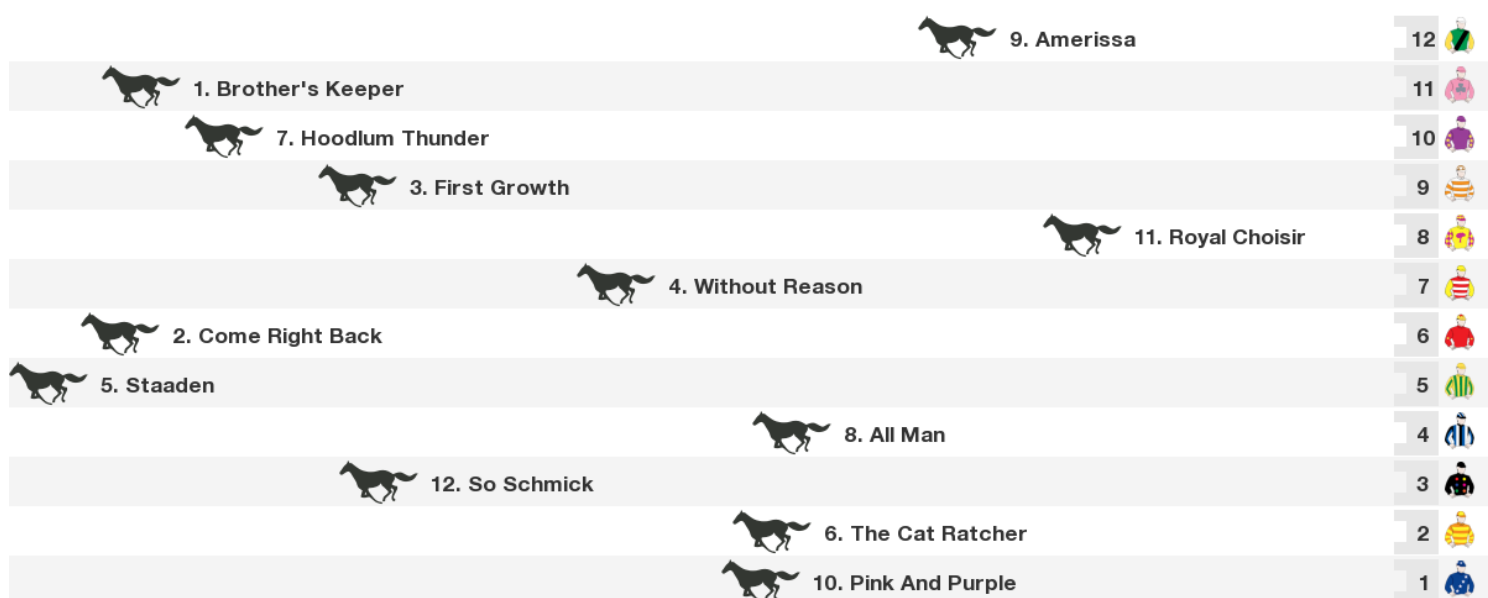 9. Amerissa 12
1. Brother's Keeper 11
7. Hoodlum Thunder 10
3. First Growth 9
11. Royal Choisir 8
4. Without Reason 7
2. Come Right Back 6
5. Staaden 5
8. All Man 4
12. So Schmick 3
6. The Cat Ratcher 2
10. Pink And Purple 1